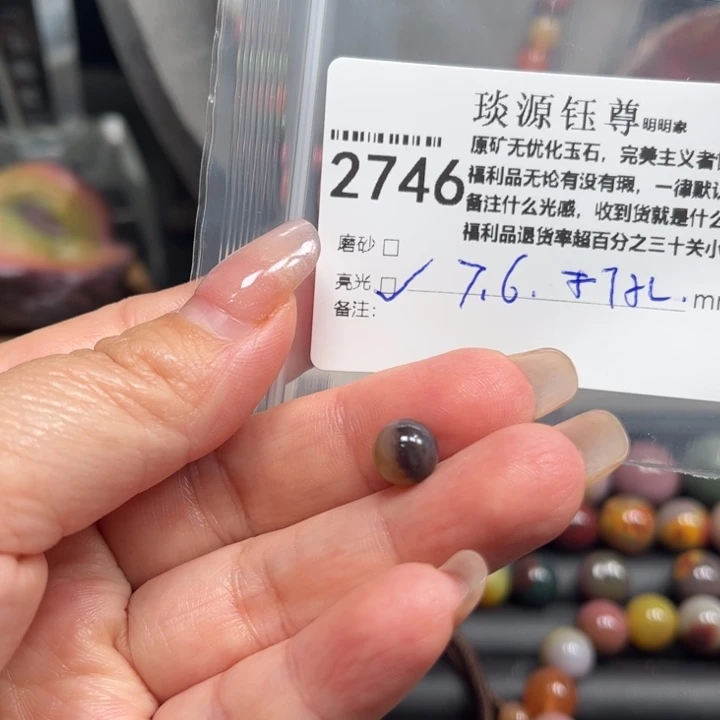 琰源钰尊明明家
原矿无优化玉石，完美主义者
2746
福利品无论有没有瑕，一律默认
备注什么光感，收到货就是什么
福利品退货率超百分之三十关小
磨砂 □
亮光 □ ✓ 7.6. mm
备注：